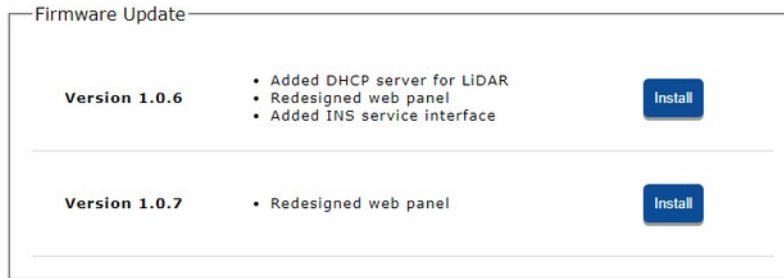 Firmware Update
Version 1.0.6
• Added DHCP server for LiDAR
• Redesigned web panel
• Added INS service interface
Install
Version 1.0.7
• Redesigned web panel
Install